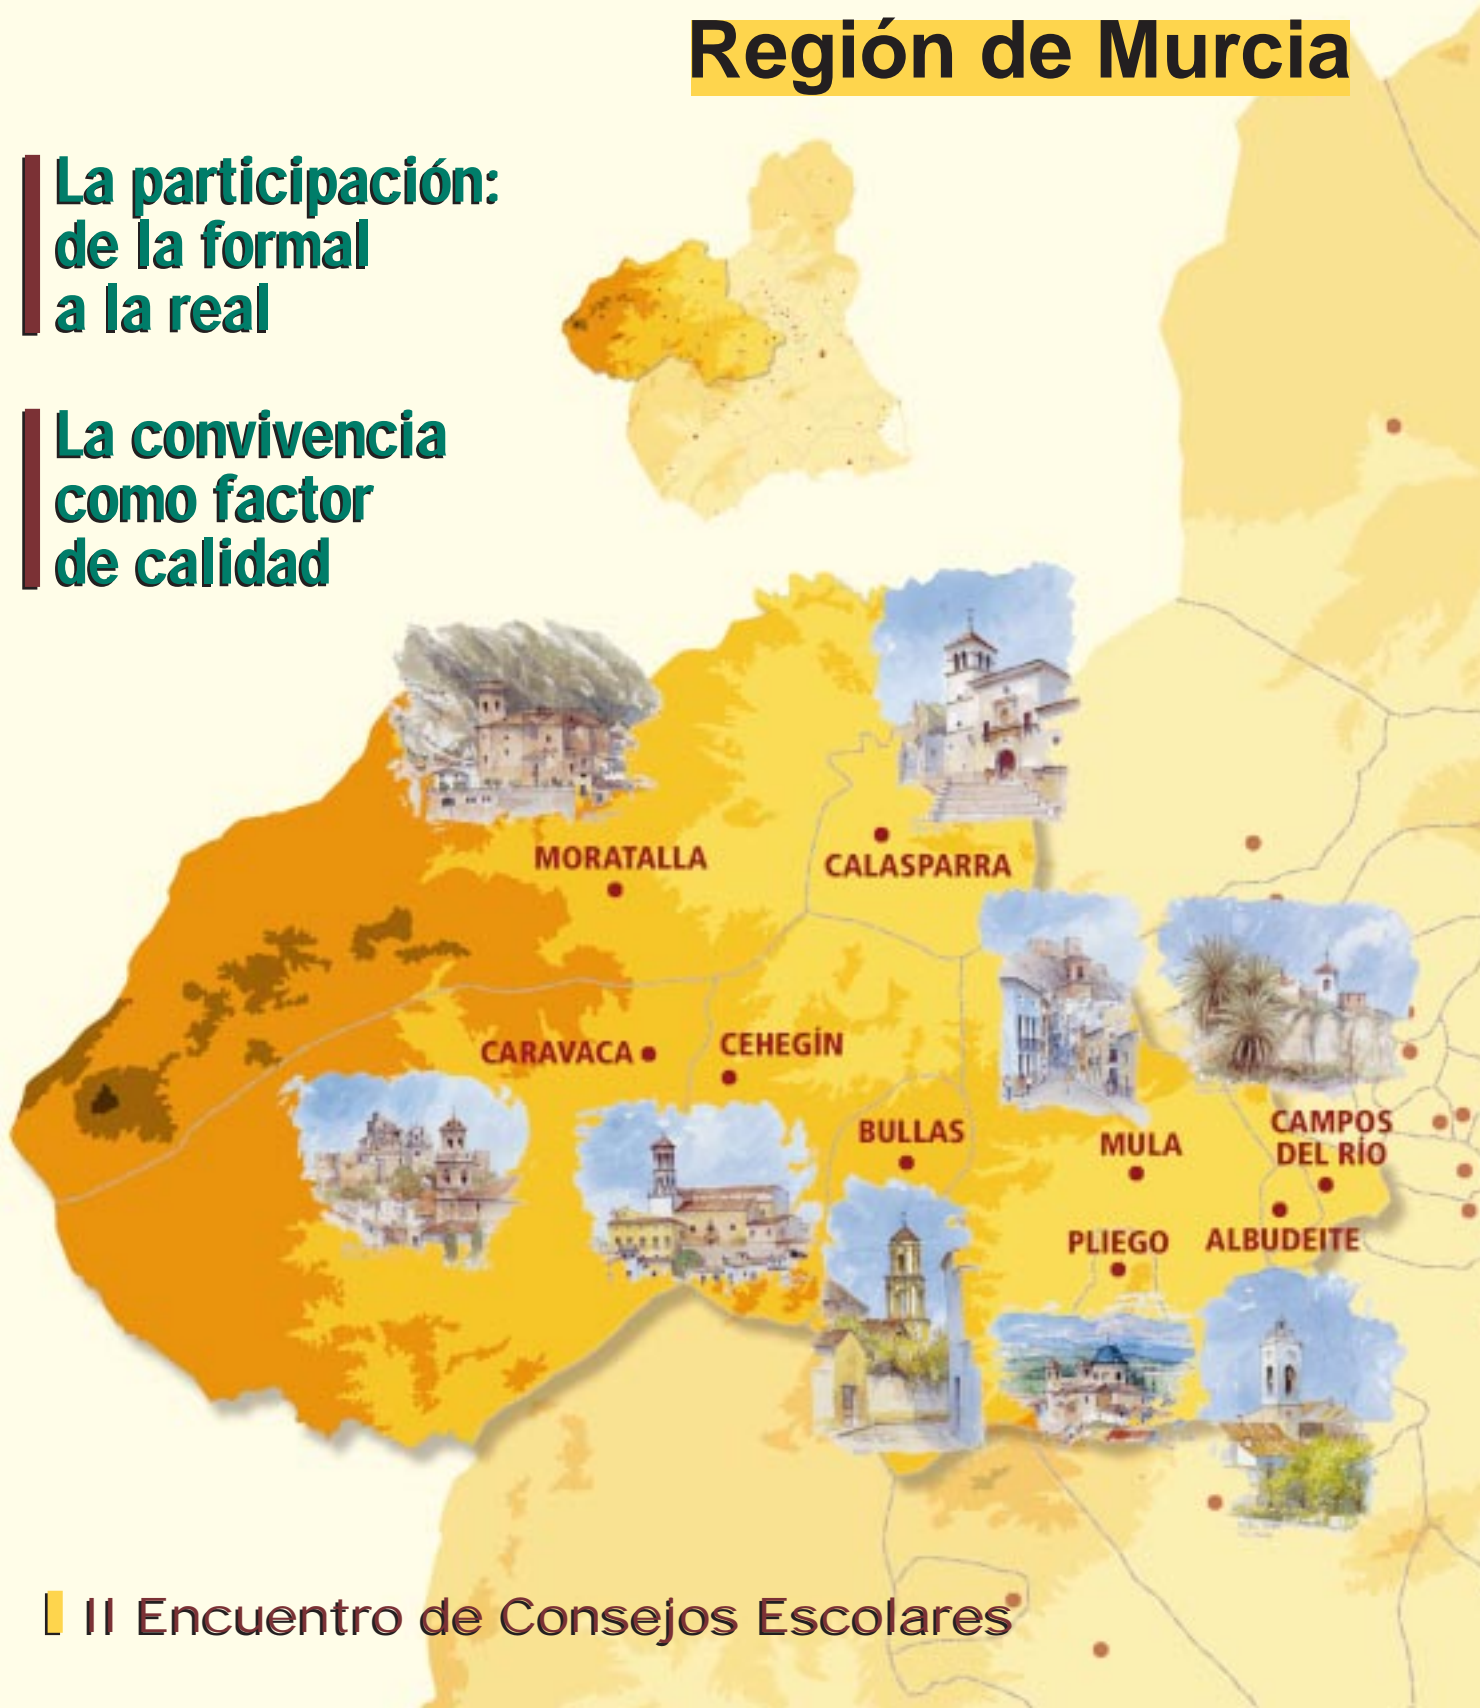 Región de Murcia
La participación:
de la formal
a la real
La convivencia
como factor
de calidad
MORATALLA
CALASPARRA
CARAVACA
CEHEGÍN
BULLAS
MULA
CAMPOS
DEL RÍO
PLIEGO
ALBUDEITE
II Encuentro de Consejos Escolares